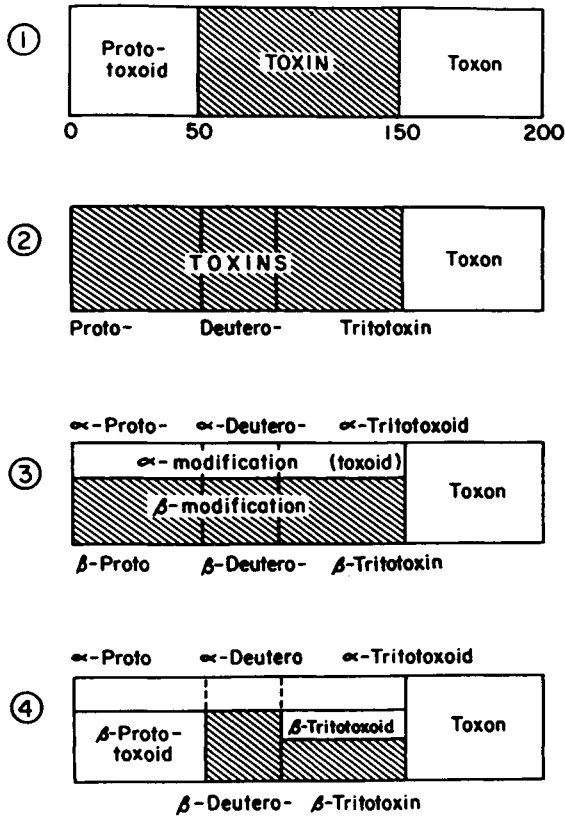 1
Proto-
toxoid
TOXIN
Toxon
0 50 150 200
2
TOXINS
Toxon
Proto- Deutero- Tritotoxin
α-Proto- α-Deutero- α-Tritotoxoid
3
α-modification (toxoid)
β-modification
Toxon
β-Proto β-Deutero- β-Tritotoxin
α-Proto α-Deutero α-Tritotoxoid
4
β-Proto-
toxoid
β-Tritotoxoid
Toxon
β-Deutero- β-Tritotoxin